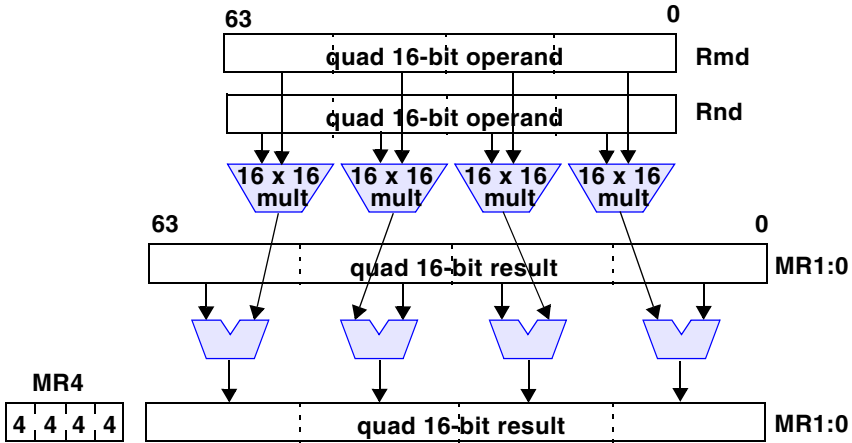 63 0
quad 16-bit operand Rmd
quad 16-bit operand Rnd
16 x 16 16 x 16 16 x 16 16 x 16
mult mult mult mult
63 0
quad 16-bit result MR1:0
MR4
4 4 4 4 quad 16-bit result MR1:0